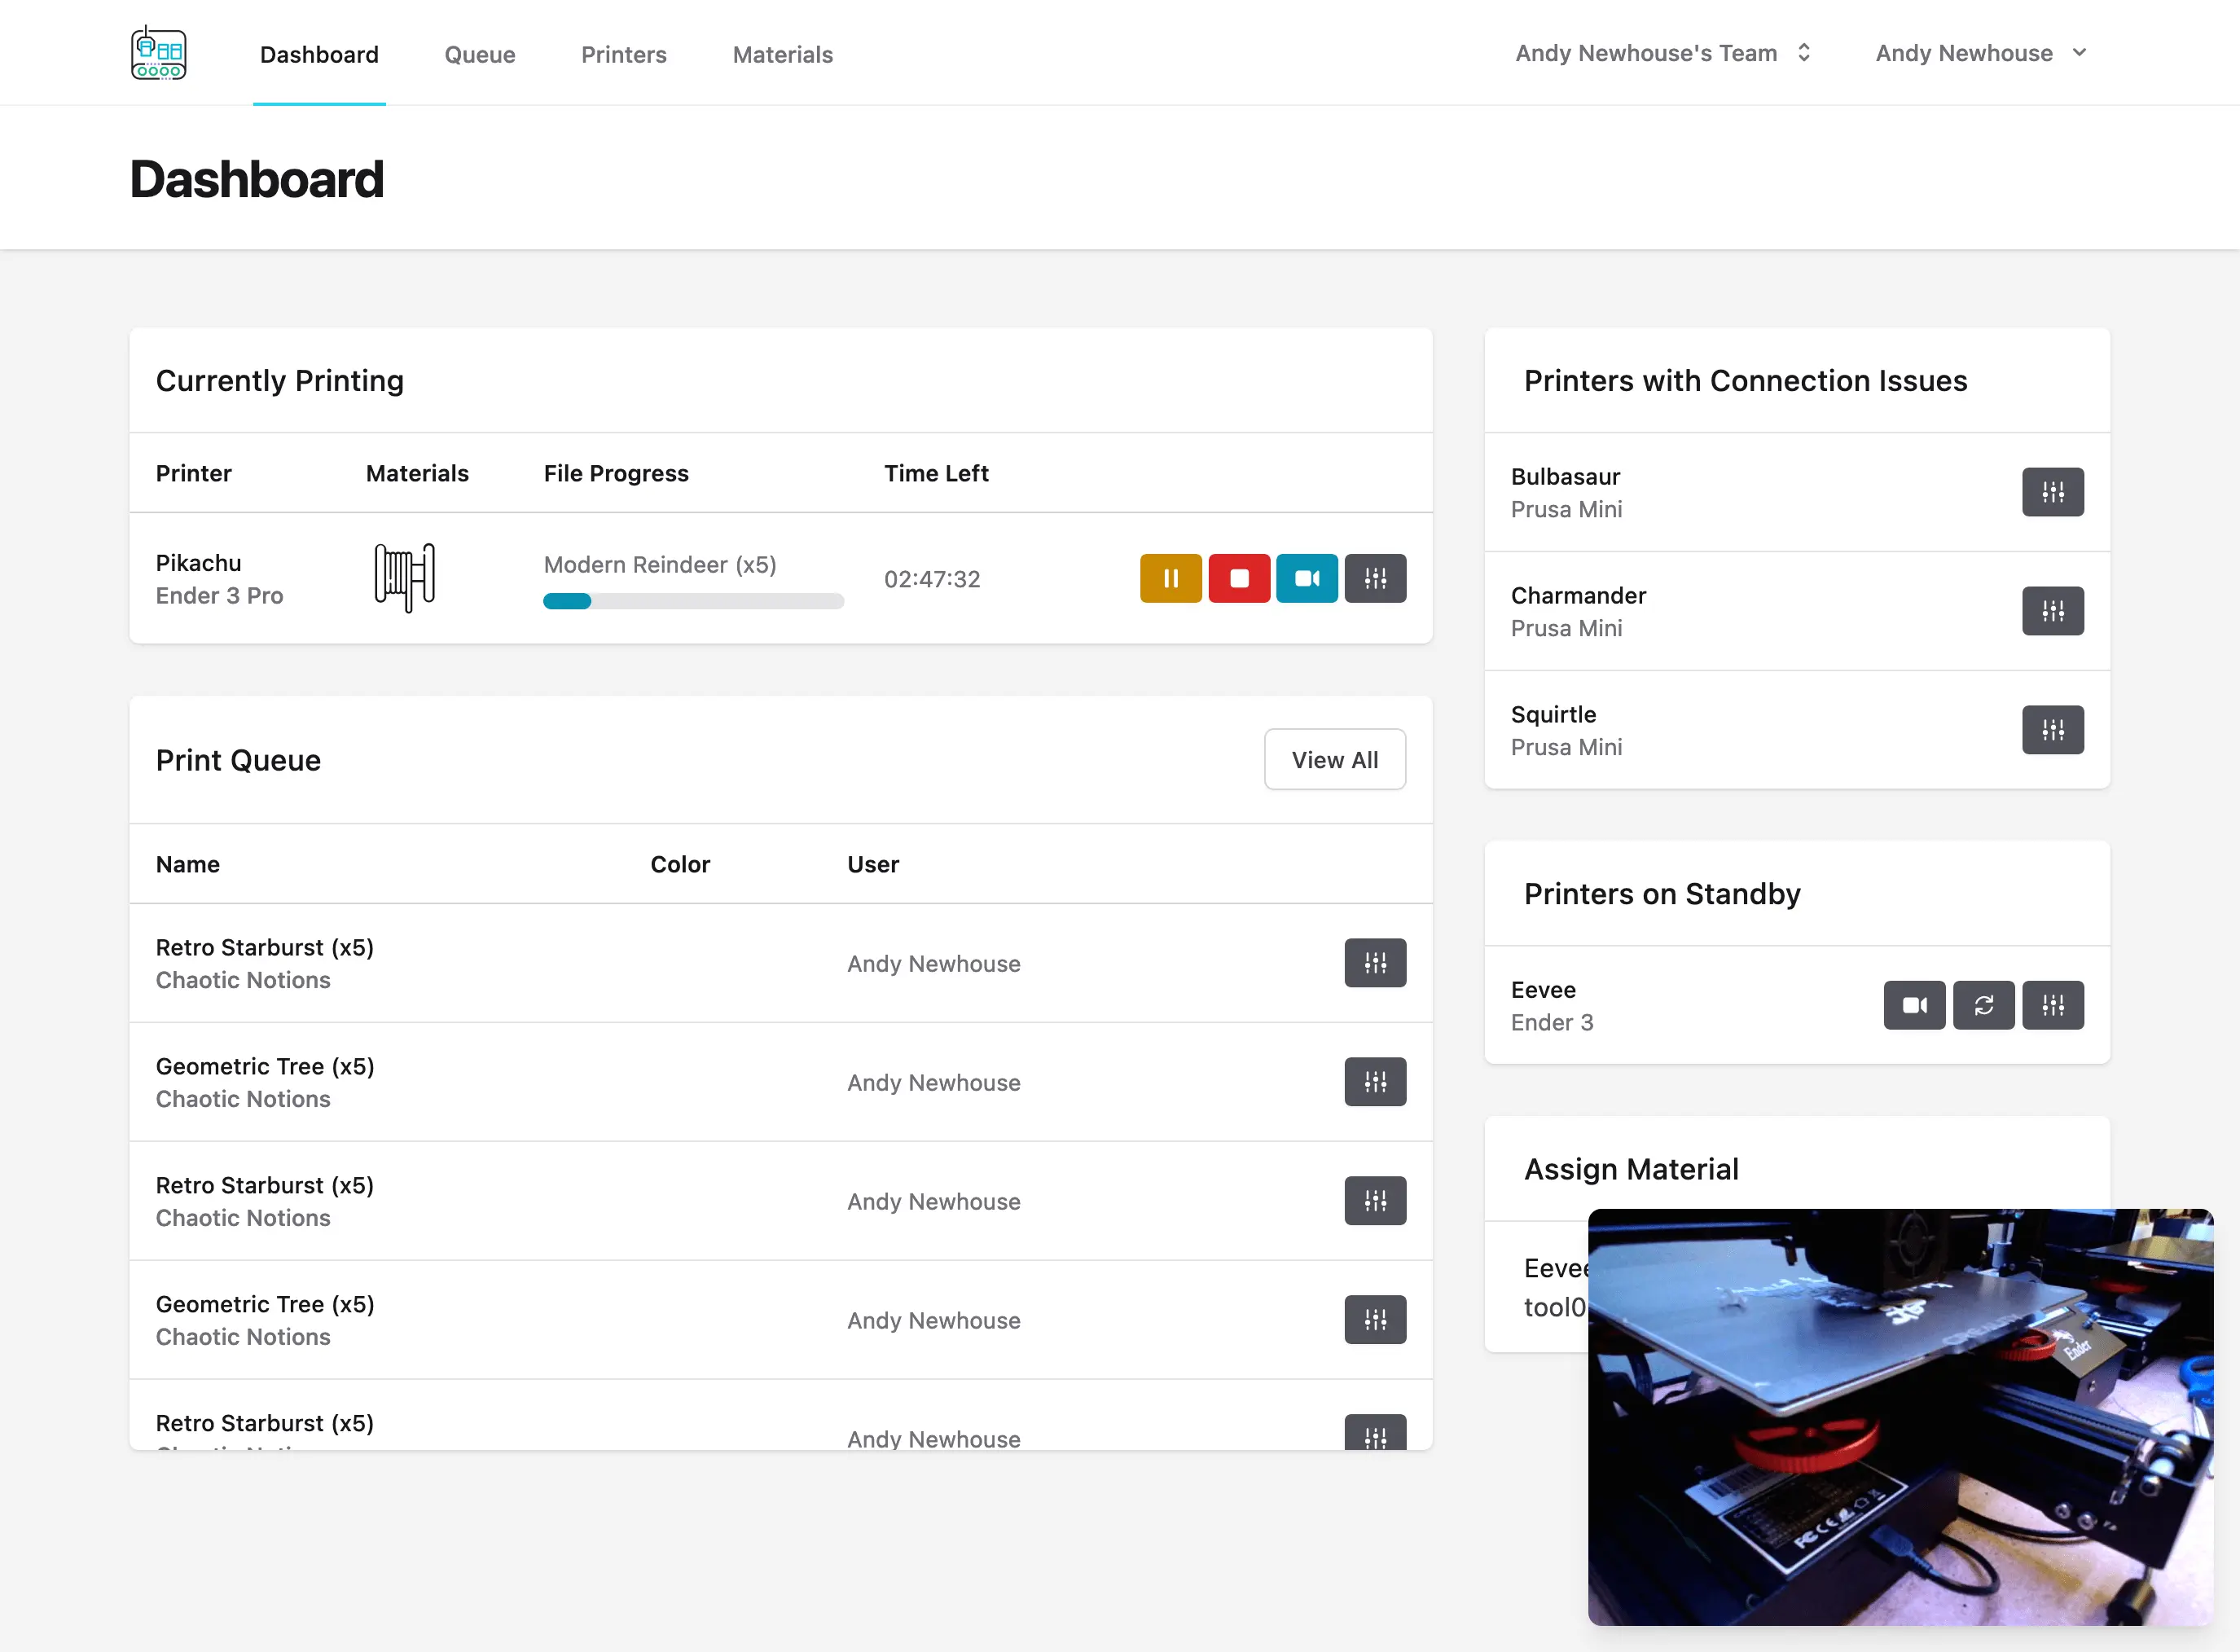 Dashboard
Queue
Printers
Materials
Andy Newhouse's Team
Andy Newhouse
Dashboard
Currently Printing
Printer Materials File Progress Time Left
Pikachu
Ender 3 Pro
Modern Reindeer (x5)
02:47:32
Print Queue
View All
Name Color User
Retro Starburst (x5)
Chaotic Notions
Andy Newhouse
Geometric Tree (x5)
Chaotic Notions
Andy Newhouse
Retro Starburst (x5)
Chaotic Notions
Andy Newhouse
Geometric Tree (x5)
Chaotic Notions
Andy Newhouse
Retro Starburst (x5)
Andy Newhouse
Printers with Connection Issues
Bulbasaur
Prusa Mini
Charmander
Prusa Mini
Squirtle
Prusa Mini
Printers on Standby
Eevee
Ender 3
Assign Material
Eevee
tool0
Ender
FC CE